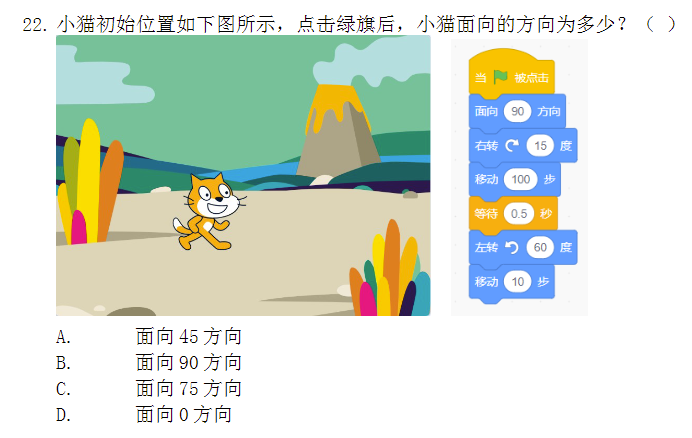 22. 小猫初始位置如下图所示，点击绿旗后，小猫面向的方向为多少？（ ）
当 被点击
面向 90 方向
右转 15 度
移动 100 步
等待 0.5 秒
左转 60 度
移动 10 步
A. 面向 45 方向
B. 面向 90 方向
C. 面向 75 方向
D. 面向 0 方向